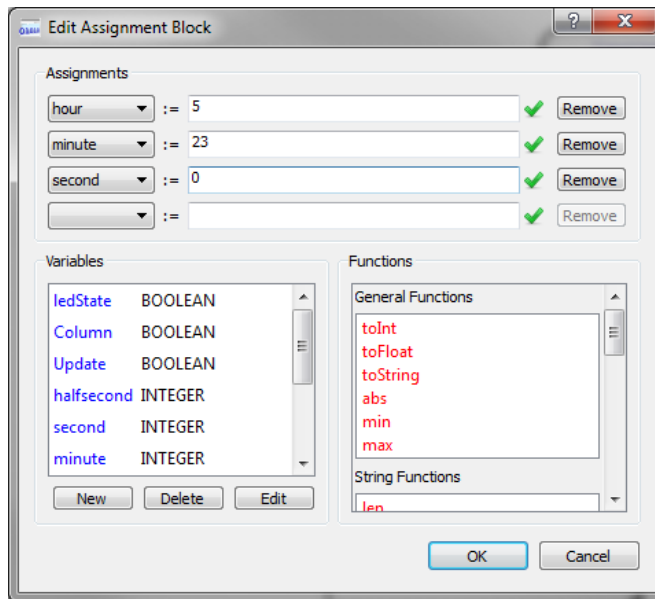 Edit Assignment Block
?
Assignments
hour := 5 Remove
minute := 23 Remove
second := 0 Remove
:= Remove
Variables
ledState BOOLEAN
Column BOOLEAN
Update BOOLEAN
halfsecond INTEGER
second INTEGER
minute INTEGER
New Delete Edit
Functions
General Functions
toInt
toFloat
toString
abs
min
max
String Functions
len
OK Cancel